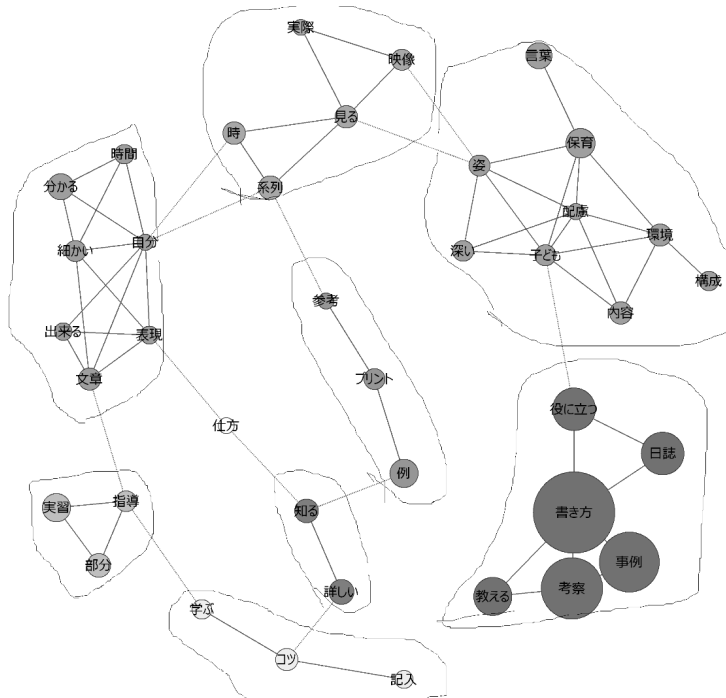 実際
映像
言葉
時
見る
保育
時間
姿
分かる
系列
配慮
細かい
自分
深い
子ども
環境
構成
参考
内容
出来る
表現
文章
プリント
仕方
役に立つ
日誌
例
実習
指導
知る
書き方
部分
事例
詳しい
教える
考察
学ぶ
コツ
記入